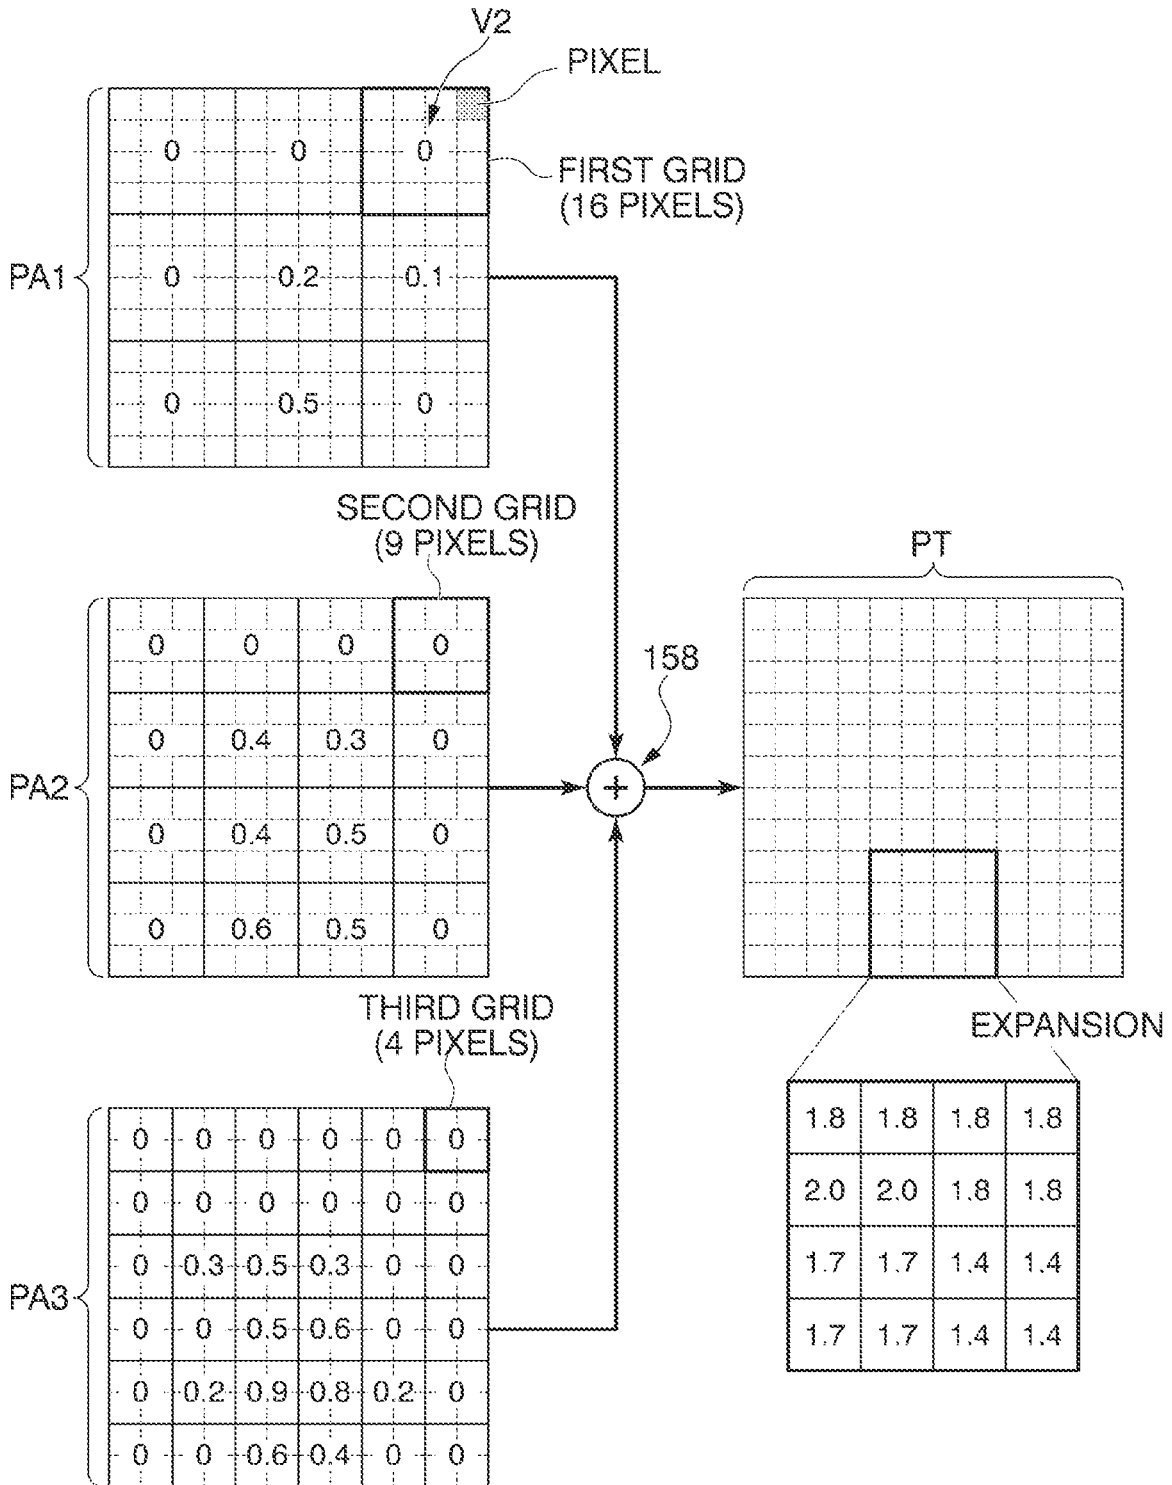 V2
PIXEL
FIRST GRID
(16 PIXELS)
PA1
0 0 0
0 0.2 0.1
0 0.5 0
SECOND GRID
(9 PIXELS)
PA2
0 0 0 0
0 0.4 0.3 0
0 0.4 0.5 0
0 0.6 0.5 0
158
+
PT
THIRD GRID
(4 PIXELS)
PA3
0 0 0 0 0 0
0 0 0 0 0 0
0 0.3 0.5 0.3 0 0
0 0 0.5 0.6 0 0
0 0.2 0.9 0.8 0.2 0
0 0 0.6 0.4 0 0
EXPANSION
1.8 1.8 1.8 1.8
2.0 2.0 1.8 1.8
1.7 1.7 1.4 1.4
1.7 1.7 1.4 1.4